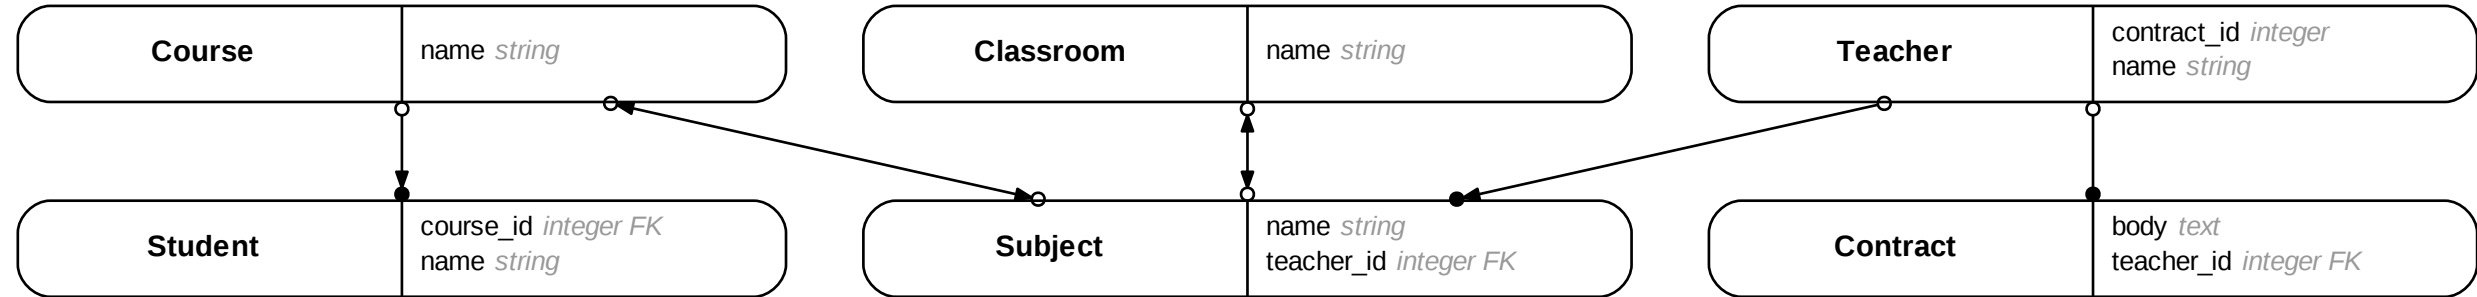 Course
name string
Classroom
name string
Teacher
contract_id integer
name string
Student
course_id integer FK
name string
Subject
name string
teacher_id integer FK
Contract
body text
teacher_id integer FK